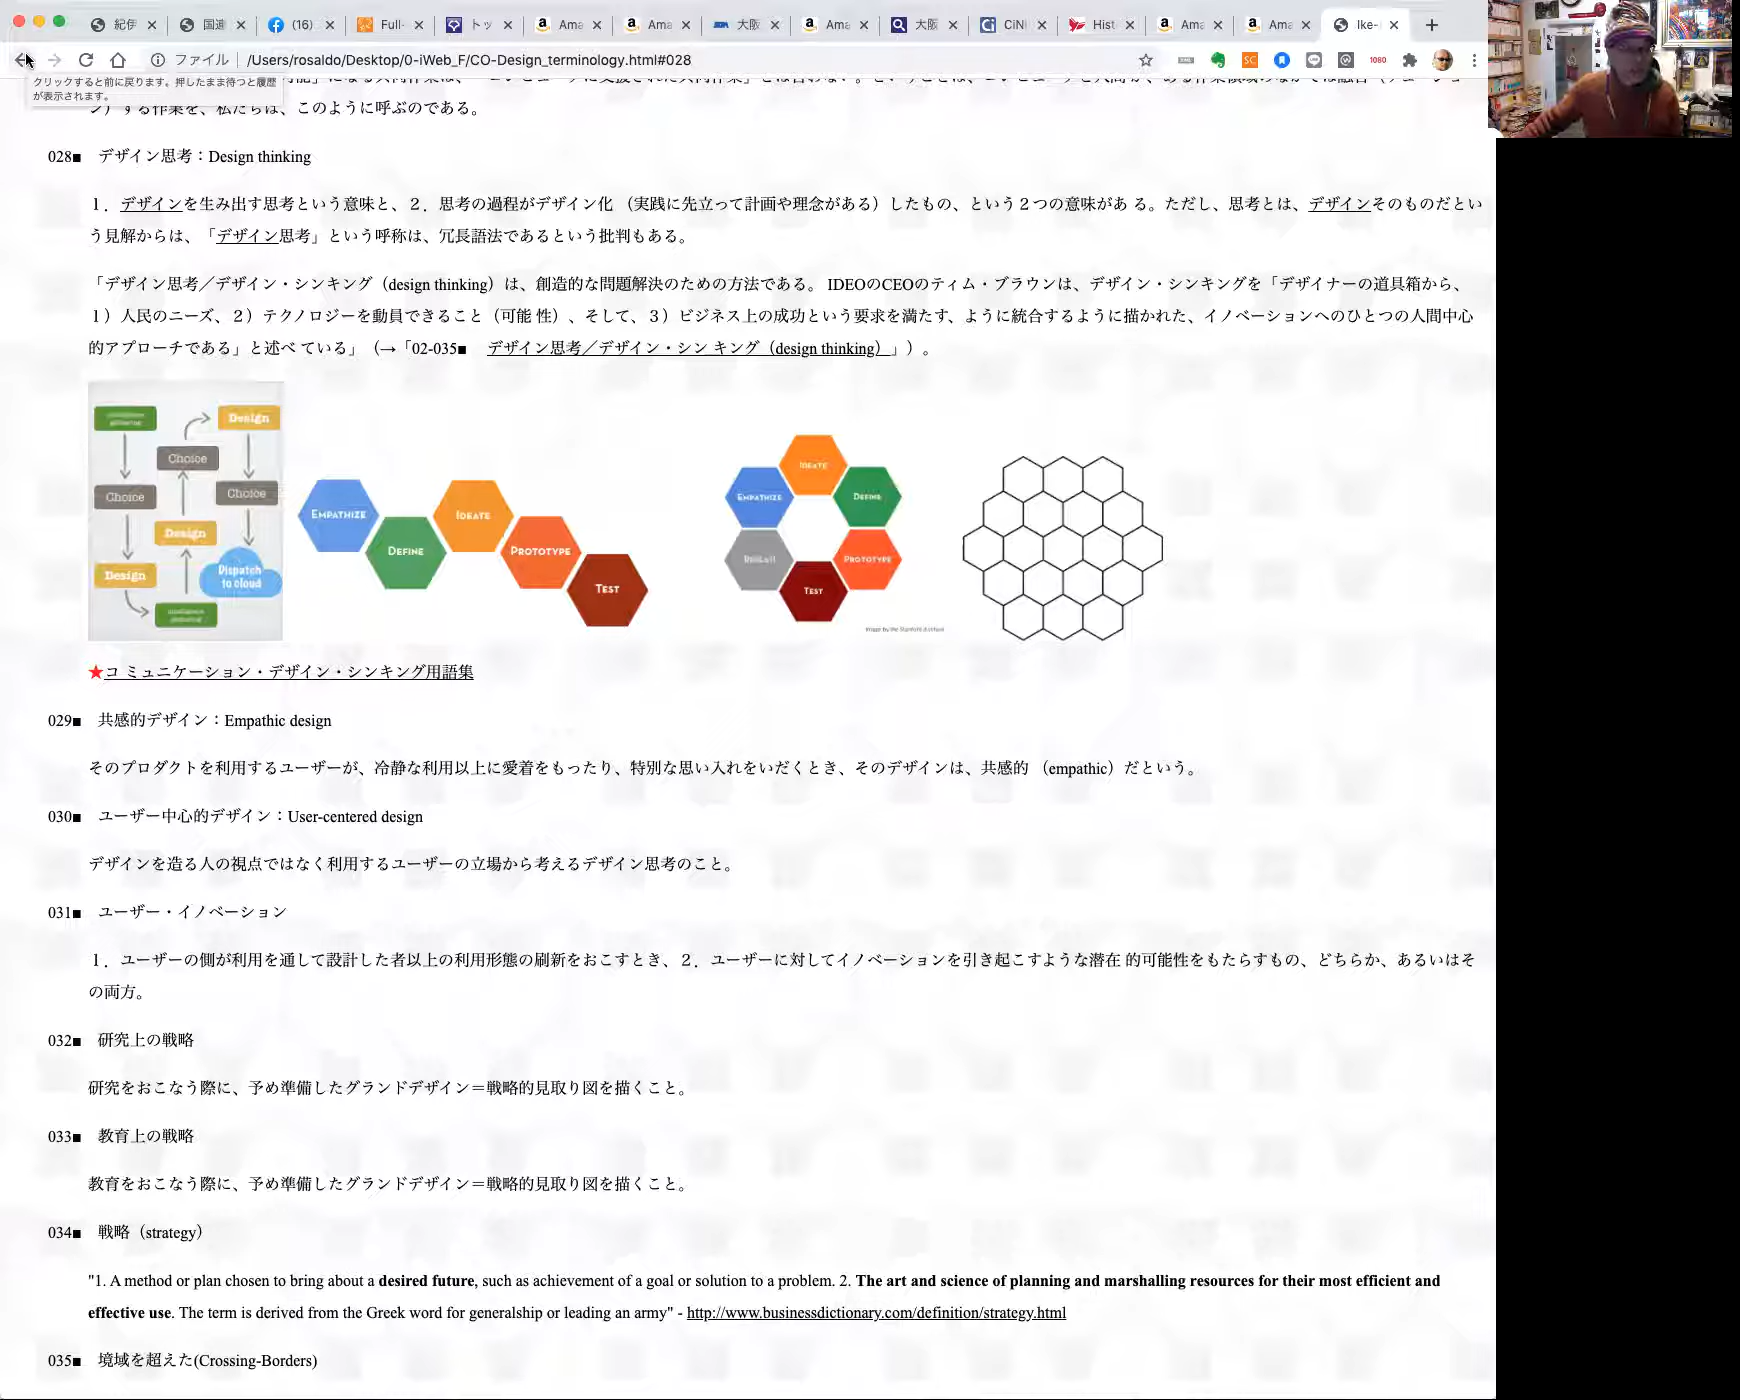 紀伊
国連
(16)
Full-
トッ
Ama
Ama
大阪
Ama
大阪
CiNi
Hist
Ama
Ama
Ike-
ファイル /Users/rosaldo/Desktop/0-iWeb_F/CO-Design_terminology.html#028
SC
1080
クリックすると前に戻ります。押したまま待つと履歴
が表示されます。
ン）する作業を、私たちは、このように呼ぶのである。
028■ デザイン思考：Design thinking
１．デザインを生み出す思考という意味と、２．思考の過程がデザイン化 （実践に先立って計画や理念がある）したもの、という２つの意味があ る。ただし、思考とは、デザインそのものだとい
う見解からは、「デザイン思考」という呼称は、冗長語法であるという批判もある。
「デザイン思考／デザイン・シンキング（design thinking）は、創造的な問題解決のための方法である。 IDEOのCEOのティム・ブラウンは、デザイン・シンキングを「デザイナーの道具箱から、
１）人民のニーズ、２）テクノロジーを動員できること（可能 性）、そして、３）ビジネス上の成功という要求を満たす、ように統合するように描かれた、イノベーションへのひとつの人間中心
的アプローチである」と述べ ている」（→「02-035■ デザイン思考／デザイン・シン キング（design thinking）」）。
Design
Choice
Choice
Choice
Design
Design
Dispatch
to cloud
EMPATHIZE
DEFINE
IDEATE
PROTOTYPE
TEST
IDEATE
EMPATHIZE
DEFINE
PROTOTYPE
TEST
★コ ミュニケーション・デザイン・シンキング用語集
029■ 共感的デザイン：Empathic design
そのプロダクトを利用するユーザーが、冷静な利用以上に愛着をもったり、特別な思い入れをいだくとき、そのデザインは、共感的 （empathic）だという。
030■ ユーザー中心的デザイン：User-centered design
デザインを造る人の視点ではなく利用するユーザーの立場から考えるデザイン思考のこと。
031■ ユーザー・イノベーション
１．ユーザーの側が利用を通して設計した者以上の利用形態の刷新をおこすとき、２．ユーザーに対してイノベーションを引き起こすような潜在 的可能性をもたらすもの、どちらか、あるいはそ
の両方。
032■ 研究上の戦略
研究をおこなう際に、予め準備したグランドデザイン＝戦略的見取り図を描くこと。
033■ 教育上の戦略
教育をおこなう際に、予め準備したグランドデザイン＝戦略的見取り図を描くこと。
034■ 戦略（strategy）
"1. A method or plan chosen to bring about a desired future, such as achievement of a goal or solution to a problem. 2. The art and science of planning and marshalling resources for their most efficient and
effective use. The term is derived from the Greek word for generalship or leading an army" - http://www.businessdictionary.com/definition/strategy.html
035■ 境域を超えた(Crossing-Borders)